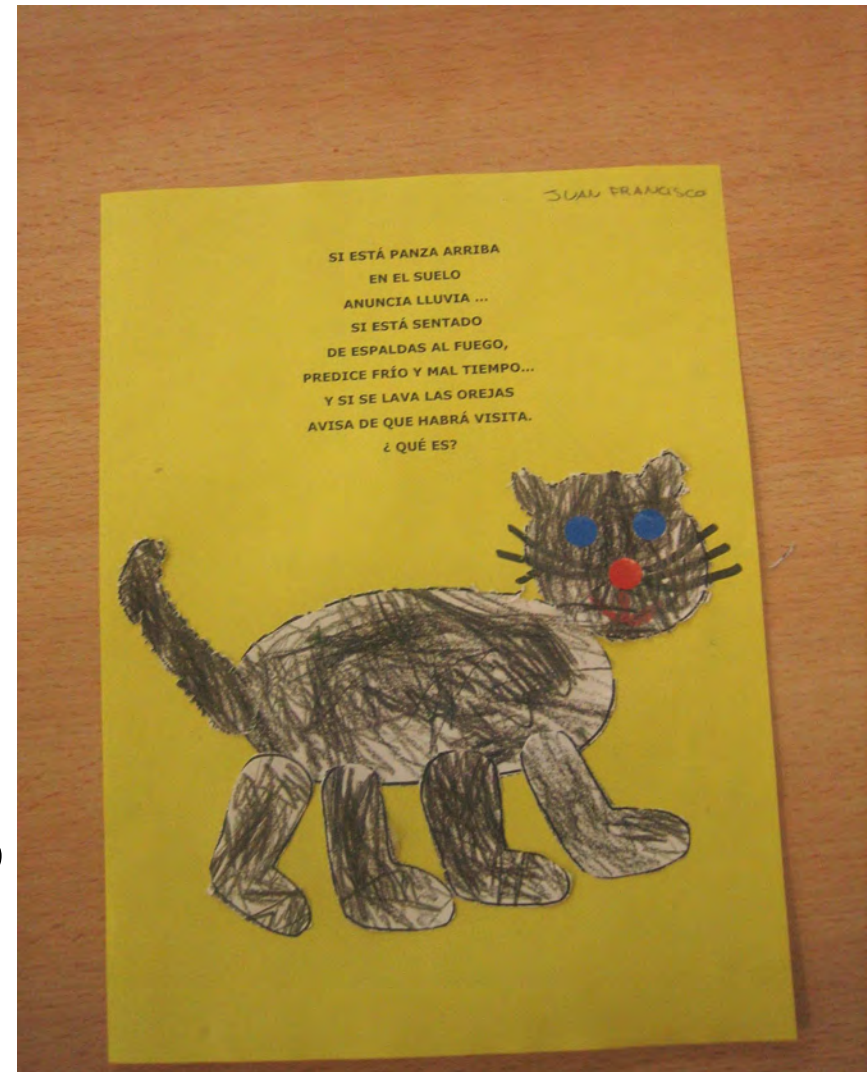 JUAN FRANCISCO
SI ESTÁ PANZA ARRIBA
EN EL SUELO
ANUNCIA LLUVIA ...
SI ESTÁ SENTADO
DE ESPALDAS AL FUEGO,
PREDICE FRÍO Y MAL TIEMPO...
Y SI SE LAVA LAS OREJAS
AVISA DE QUE HABRÁ VISITA.
¿ QUÉ ES?
)